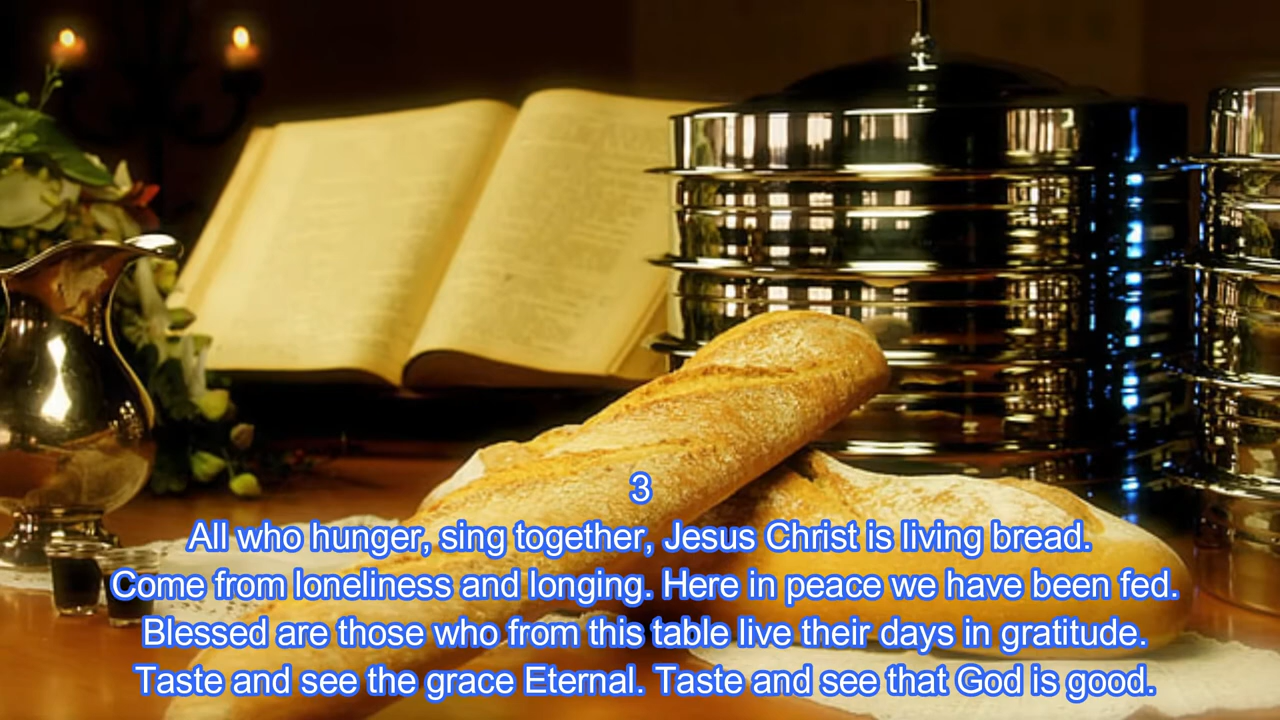 3
All who hunger, sing together, Jesus Christ is living bread.
Come from loneliness and longing. Here in peace we have been fed.
Blessed are those who from this table live their days in gratitude.
Taste and see the grace Eternal. Taste and see that God is good.